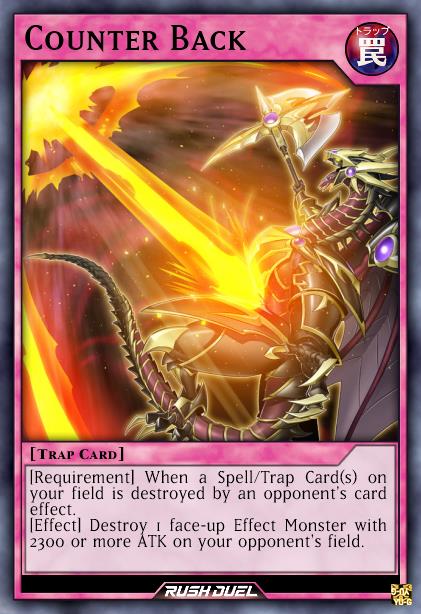 COUNTER BACK
トラップ
罠
[TRAP CARD]
[Requirement] When a Spell/Trap Card(s) on
your field is destroyed by an opponent's card
effect.
[Effect] Destroy 1 face-up Effect Monster with
2300 or more ATK on your opponent's field.
RUSH DUEL